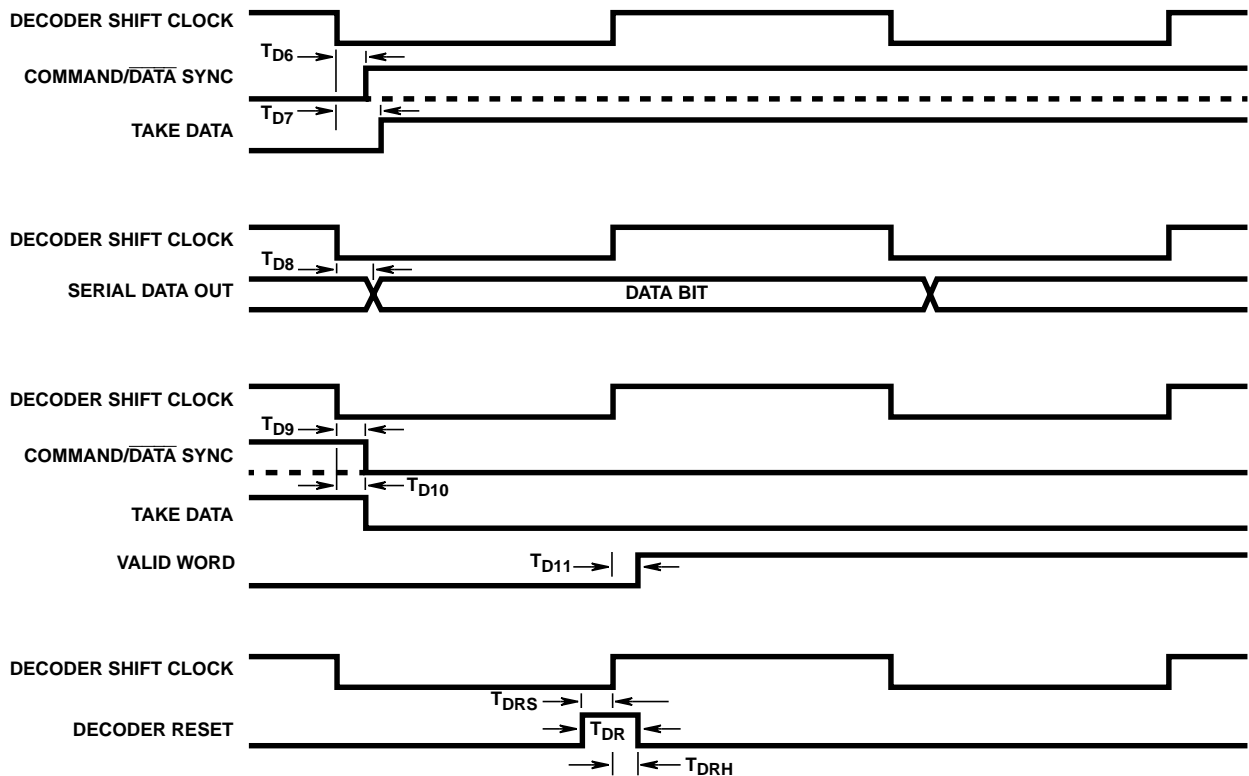 DECODER SHIFT CLOCK
TD6
COMMAND/D̅A̅T̅A̅ SYNC
TD7
TAKE DATA
DECODER SHIFT CLOCK
TD8
SERIAL DATA OUT
DATA BIT
DECODER SHIFT CLOCK
TD9
COMMAND/D̅A̅T̅A̅ SYNC
TD10
TAKE DATA
VALID WORD
TD11
DECODER SHIFT CLOCK
TDRS
DECODER RESET
TDR
TDRH